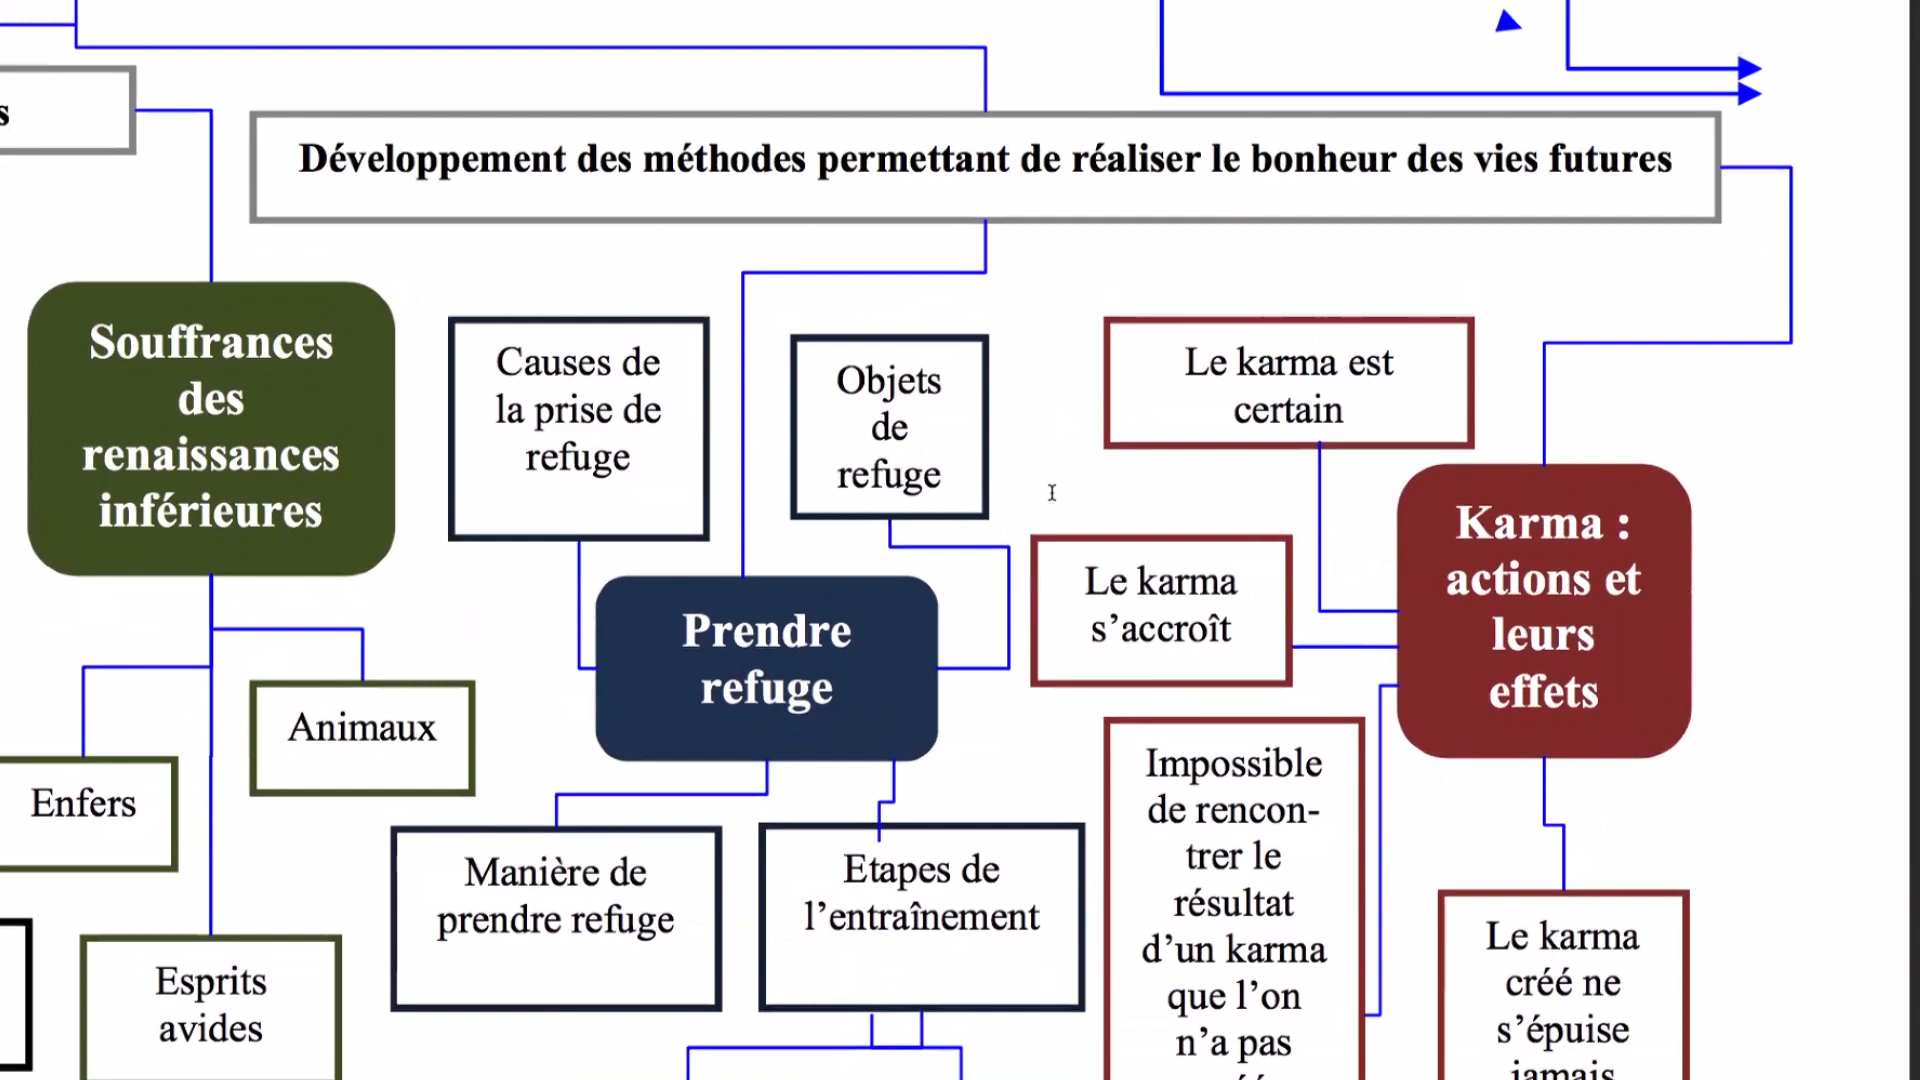 s
Développement des méthodes permettant de réaliser le bonheur des vies futures
Souffrances
des
renaissances
inférieures
Causes de
la prise de
refuge
Objets
de
refuge
Le karma est
certain
Karma :
actions et
leurs
effets
Le karma
s’accroît
Prendre
refuge
Animaux
Enfers
Impossible
de rencon-
trer le
résultat
d’un karma
que l’on
n’a pas
Manière de
prendre refuge
Etapes de
l’entraînement
Esprits
avides
Le karma
créé ne
s’épuise
jamais